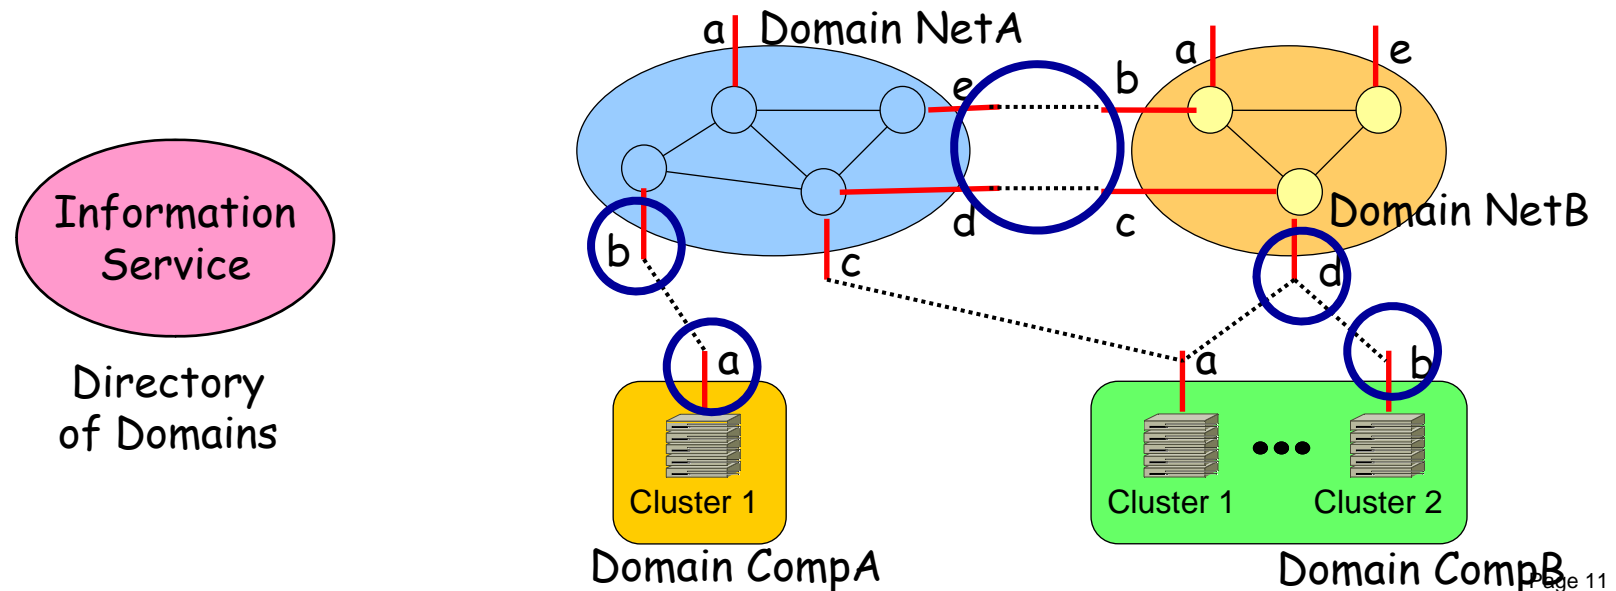 a
Domain NetA
a
e
e
b
Information
Service
b
d
c
Domain NetB
c
d
Directory
of Domains
a
a
b
Cluster 1
Cluster 1
Cluster 2
Domain CompA
Domain CompB
Page 11